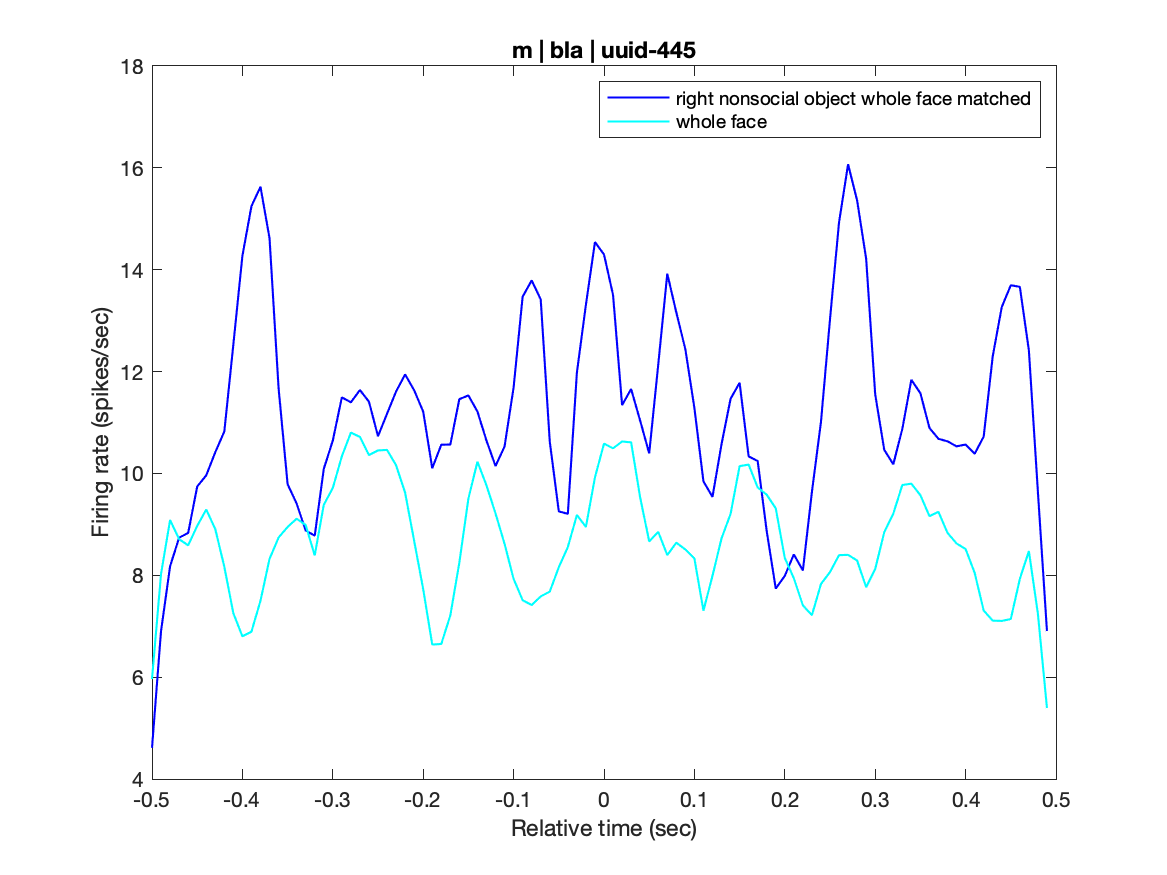 m | bla | uuid-445
right nonsocial object whole face matched
whole face
Firing rate (spikes/sec)
18
16
14
12
10
8
6
4
-0.5 -0.4 -0.3 -0.2 -0.1 0 0.1 0.2 0.3 0.4 0.5
Relative time (sec)